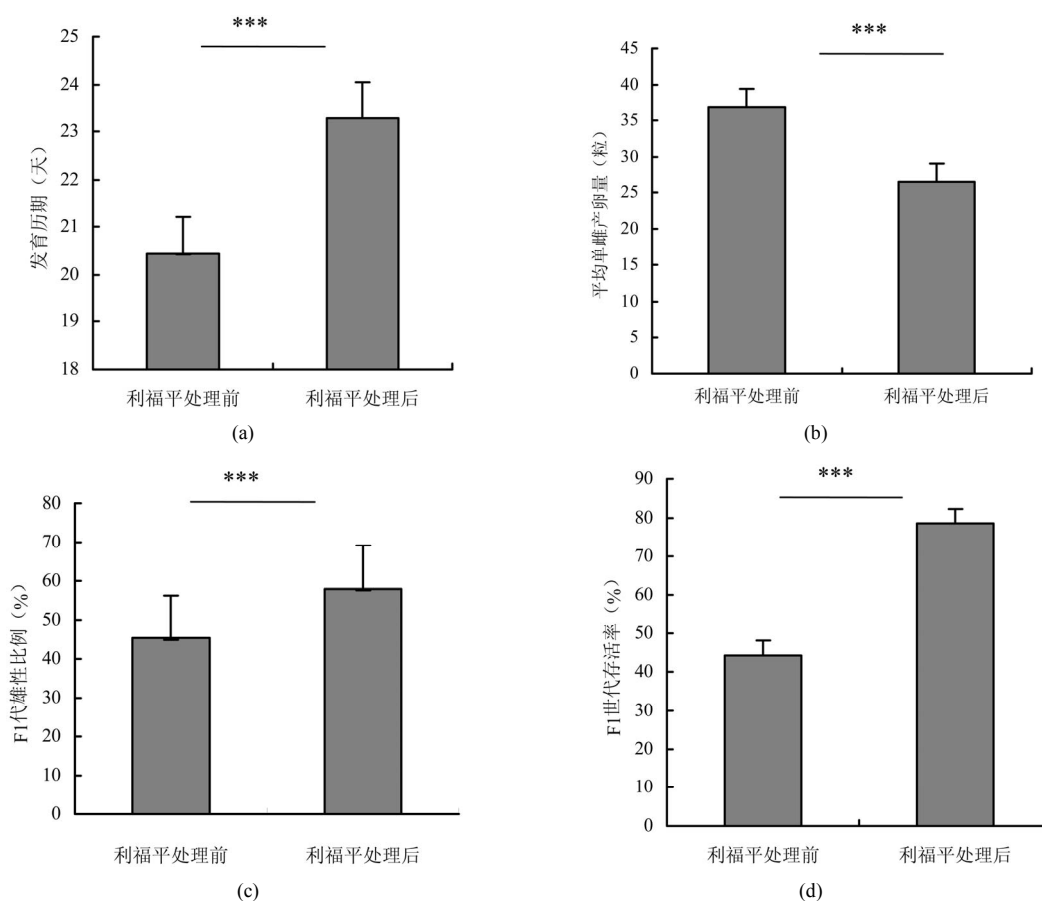 ***
25
24
23
22
21
20
19
18
发育历期（天）
利福平处理前
利福平处理后
(a)
***
45
40
35
30
25
20
15
10
5
0
平均单雌产卵量（粒）
利福平处理前
利福平处理后
(b)
***
80
70
60
50
40
30
20
10
0
F1代雄性比例（%）
利福平处理前
利福平处理后
(c)
***
90
80
70
60
50
40
30
20
10
0
F1世代存活率（%）
利福平处理前
利福平处理后
(d)